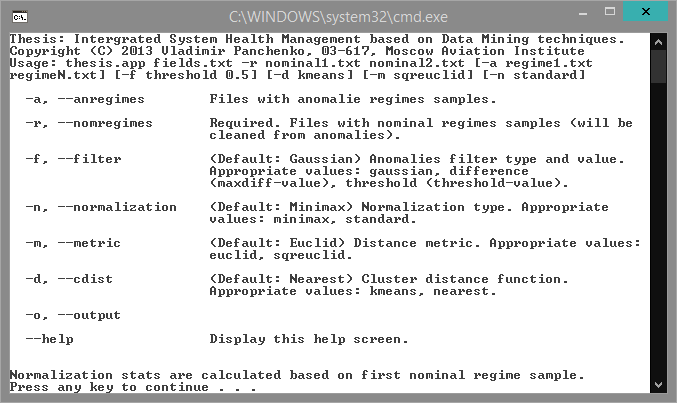 C:\WINDOWS\system32\cmd.exe
Thesis: Intergrated System Health Management based on Data Mining techniques.
Copyright (C) 2013 Vladimir Panchenko, 03-617, Moscow Aviation Institute
Usage: thesis.app fields.txt -r nominal1.txt nominal2.txt [-a regime1.txt
regimeN.txt] [-f threshold 0.5] [-d kmeans] [-m sqreuclid] [-n standard]
-a, --anregimes Files with anomalie regimes samples.
-r, --nomregimes Required. Files with nominal regimes samples (will be
cleaned from anomalies).
-f, --filter (Default: Gaussian) Anomalies filter type and value.
Appropriate values: gaussian, difference
(maxdiff-value), threshold (threshold-value).
-n, --normalization (Default: Minimax) Normalization type. Appropriate
values: minimax, standard.
-m, --metric (Default: Euclid) Distance metric. Appropriate values:
euclid, sqreuclid.
-d, --cdist (Default: Nearest) Cluster distance function.
Appropriate values: kmeans, nearest.
-o, --output
--help Display this help screen.
Normalization stats are calculated based on first nominal regime sample.
Press any key to continue . . .